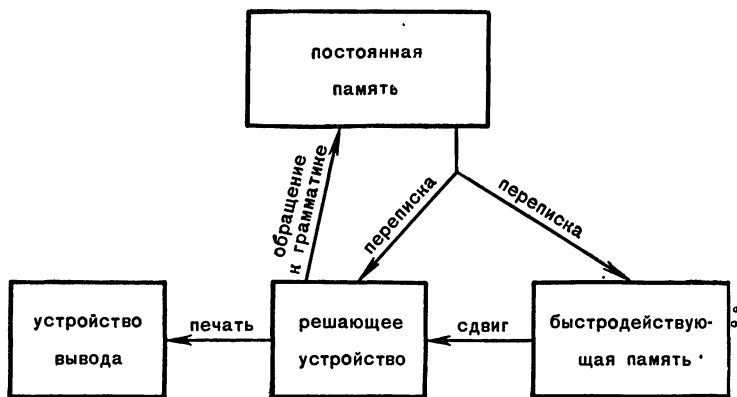 постоянная
память
обращение
к грамматике
переписка
переписка
устройство
вывода
печать
решающее
устройство
сдвиг
быстродействую-
щая память